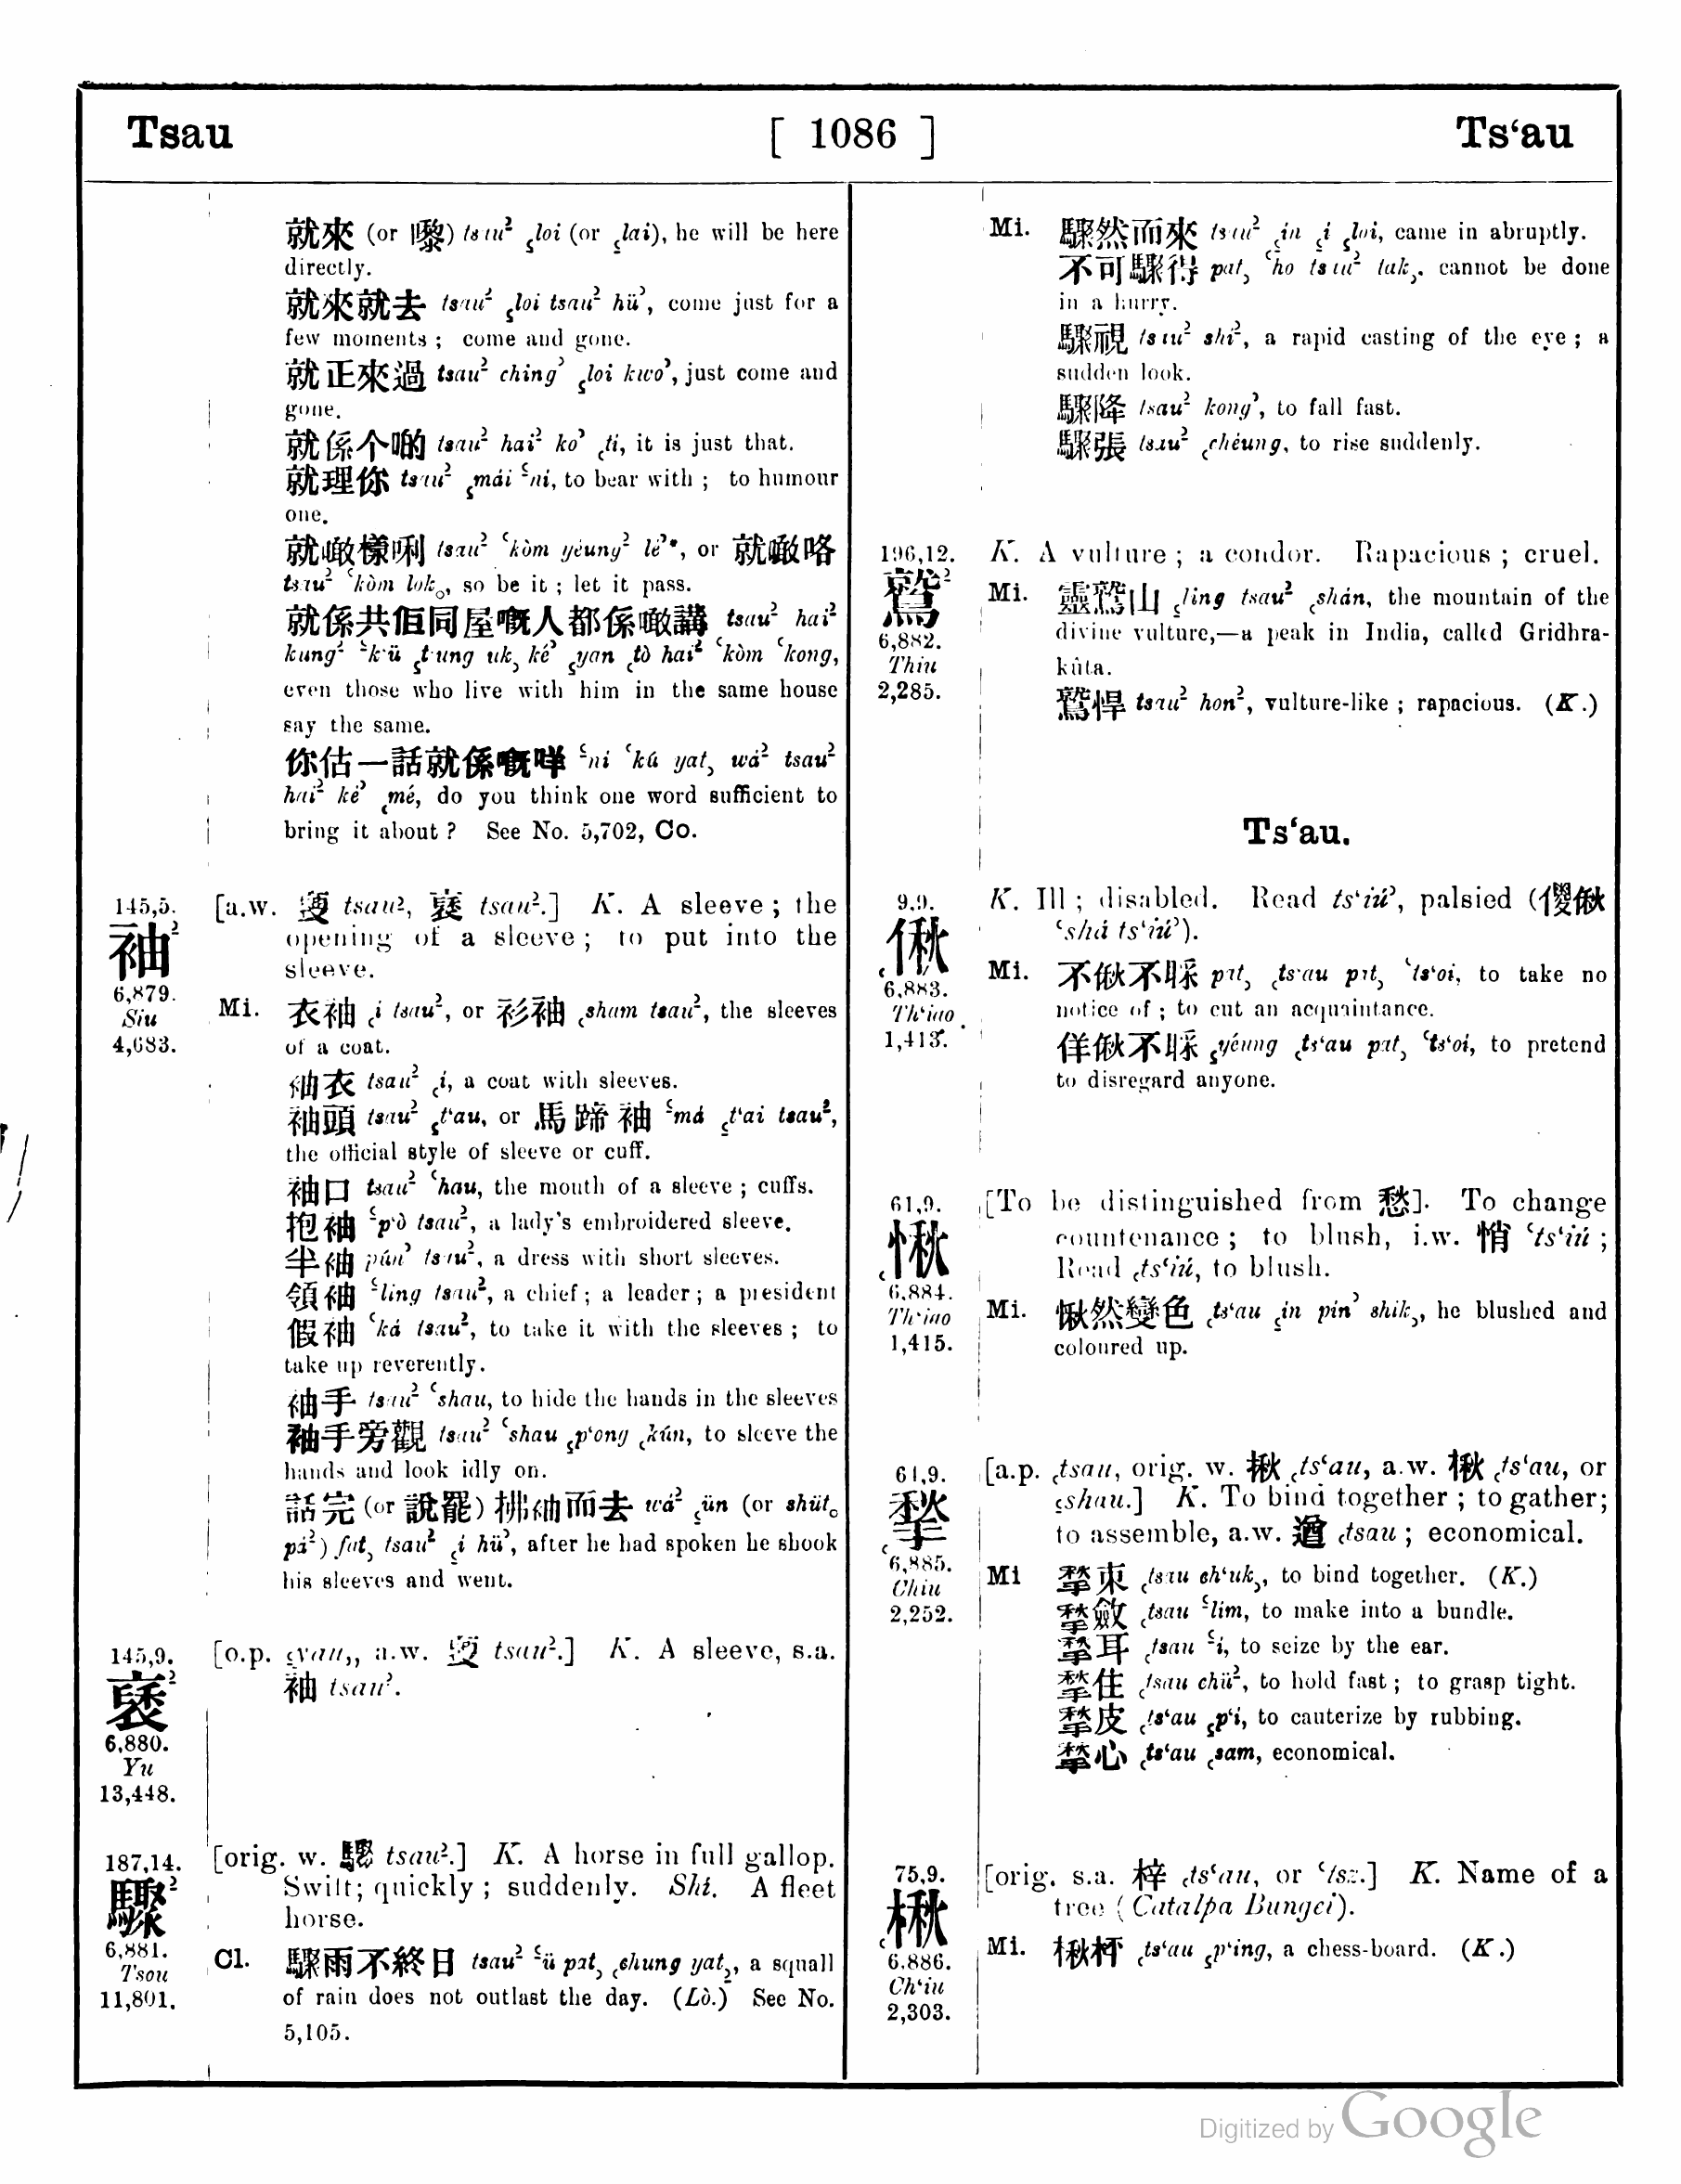 Tsau [ 1086 ] Ts‘au
就來 (or 嚟) tsau² ꜁loi (or ꜁lai), he will be here
directly.
就來就去 tsau² ꜁loi tsau² hü꜄, come just for a
few moments ; come and gone.
就正來過 tsau² ching꜄ ꜁loi kwo꜄, just come and
gone.
就係个啲 tsau² hai² ko꜄ ꜀ti, it is just that.
就理你 tsau² ꜁mái ꜃ni, to bear with ; to humour
one.
就噉樣唎 tsau² ꜂kòm yéung² lé꜄*, or 就噉咯
tsau² ꜂kòm lok꜆, so be it ; let it pass.
就係共佢同屋嘅人都係噉講 tsau² hai²
kung² ꜃k‘ü ꜁t‘ung uk꜆ ké꜄ ꜁yan ꜀tò hai² ꜂kòm ꜂kong,
even those who live with him in the same house
say the same.
你估一話就係嘅咩 ꜃ni ꜂kú yat꜆ wá² tsau²
hai² ké꜄ ꜀mé, do you think one word sufficient to
bring it about ? See No. 5,702, Co.
145,5.
袖²
6,879.
Siu
4,683.
[a.w. tsau², 褎 tsau².] K. A sleeve ; the
opening of a sleeve ; to put into the
sleeve.
Mi. 衣袖 ꜀i tsau², or 衫袖 ꜀sham tsau², the sleeves
of a coat.
袖衣 tsau² ꜀i, a coat with sleeves.
袖頭 tsau² ꜁t‘au, or 馬蹄袖 ꜃má ꜁t‘ai tsau²,
the official style of sleeve or cuff.
袖口 tsau² ꜂hau, the mouth of a sleeve ; cuffs.
抱袖 ꜃p‘ò tsau², a lady's embroidered sleeve.
半袖 pún꜄ tsau², a dress with short sleeves.
領袖 ꜃ling tsau², a chief ; a leader ; a president
假袖 ꜂ká tsau², to take it with the sleeves ; to
take up reverently.
袖手 tsau² ꜂shau, to hide the hands in the sleeves
袖手旁觀 tsau² ꜂shau ꜁p‘ong ꜀kún, to sleeve the
hands and look idly on.
話完 (or 說罷) 拂袖而去 wá² ꜁ün (or shüt꜆
pá²) fat꜆ tsau² ꜁i hü꜄, after he had spoken he shook
his sleeves and went.
145,9.
褎²
6,880.
Yu
13,448.
[o.p. ꜁yau,, a.w. tsau².] K. A sleeve, s.a.
袖 tsau².
187,14.
驟²
6,881.
Tsou
11,801.
[orig. w. tsau².] K. A horse in full gallop.
Swift ; quickly ; suddenly. Shí. A fleet
horse.
Cl. 驟雨不終日 tsau² ꜃ü pat꜆ ꜀chung yat꜇, a squall
of rain does not outlast the day. (Lò.) See No.
5,105.
Mi. 驟然而來 tsau² ꜁ín ꜁i ꜁loi, came in abruptly.
不可驟得 pat꜆ ꜂ho tsau² tak꜆. cannot be done
in a hurry.
驟視 tsau² shi², a rapid casting of the eye ; a
sudden look.
驟降 tsau² kong꜄, to fall fast.
驟張 tsau² ꜀chéung, to rise suddenly.
196,12.
鷲²
6,882.
Thiu
2,285.
K. A vulture ; a condor. Rapacious ; cruel.
Mi. 靈鷲山 ꜁ling tsau² ꜀shán, the mountain of the
divine vulture,—a peak in India, called Gridhra-
kûta.
鷲悍 tsau² hon², vulture-like ; rapacious. (K.)
Ts‘au.
9.9.
偢
6,883.
Th‘iao
1,413.
K. Ill ; disabled. Read ts‘iú꜄, palsied (㑛偢
꜂shá ts‘iú꜄).
Mi. 不偢不睬 pat꜆ ꜀ts‘au pat꜆ ꜂ts‘oi, to take no
notice of ; to cut an acquaintance.
佯偢不睬 ꜁yéung ꜀ts‘au pat꜆ ꜂ts‘oi, to pretend
to disregard anyone.
61,9.
愀
6,884.
Th‘iao
1,415.
[To be distinguished from 愁]. To change
countenance ; to blush, i.w. 悄 ꜂ts‘iú ;
Read ꜀ts‘iú, to blush.
Mi. 愀然變色 ꜀ts‘au ꜁ín pín꜄ shik꜆, he blushed and
coloured up.
61,9.
揫
6,885.
Chiu
2,252.
[a.p. ꜀tsau, orig. w. 揪 ꜀ts‘au, a.w. 楸 ꜀ts‘au, or
꜁shau.] K. To bind together ; to gather ;
to assemble, a.w. 遒 ꜀tsau ; economical.
Mi 揫束 ꜀tsau ch‘uk꜆, to bind together. (K.)
揫斂 ꜀tsau ꜃lím, to make into a bundle.
揫耳 ꜀tsau ꜃i, to seize by the ear.
揫住 ꜀tsau chü², to hold fast ; to grasp tight.
揫皮 ꜀ts‘au ꜁p‘i, to cauterize by rubbing.
揫心 ꜀ts‘au ꜀sam, economical.
75,9.
楸
6,886.
Ch‘iu
2,303.
[orig. s.a. 梓 ꜀ts‘au, or ꜂tsz.] K. Name of a
tree (Catalpa Bungei).
Mi. 楸枰 ꜀ts‘au ꜁p‘ing, a chess-board. (K.)
Digitized by Google